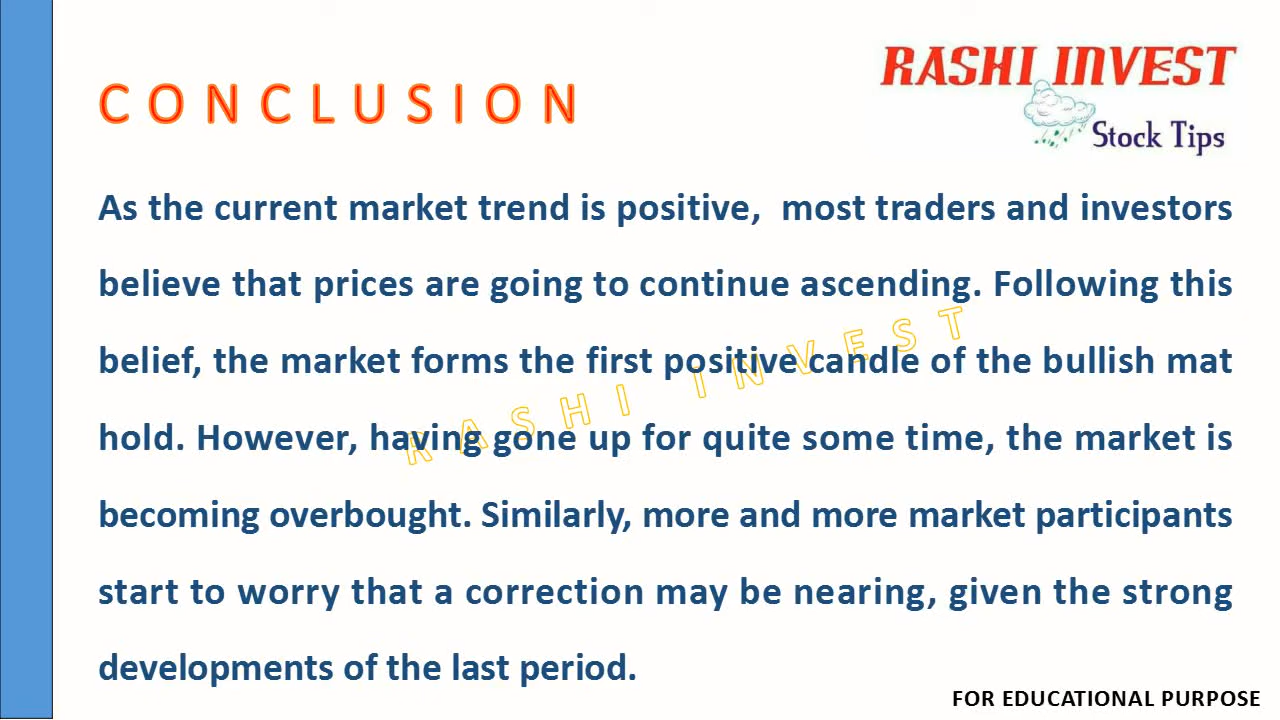 RASHI INVEST
Stock Tips
CONCLUSION
As the current market trend is positive,  most traders and investors
believe that prices are going to continue ascending. Following this
belief, the market forms the first positive candle of the bullish mat
hold. However, having gone up for quite some time, the market is
becoming overbought. Similarly, more and more market participants
start to worry that a correction may be nearing, given the strong
developments of the last period.
RASHI INVEST
FOR EDUCATIONAL PURPOSE